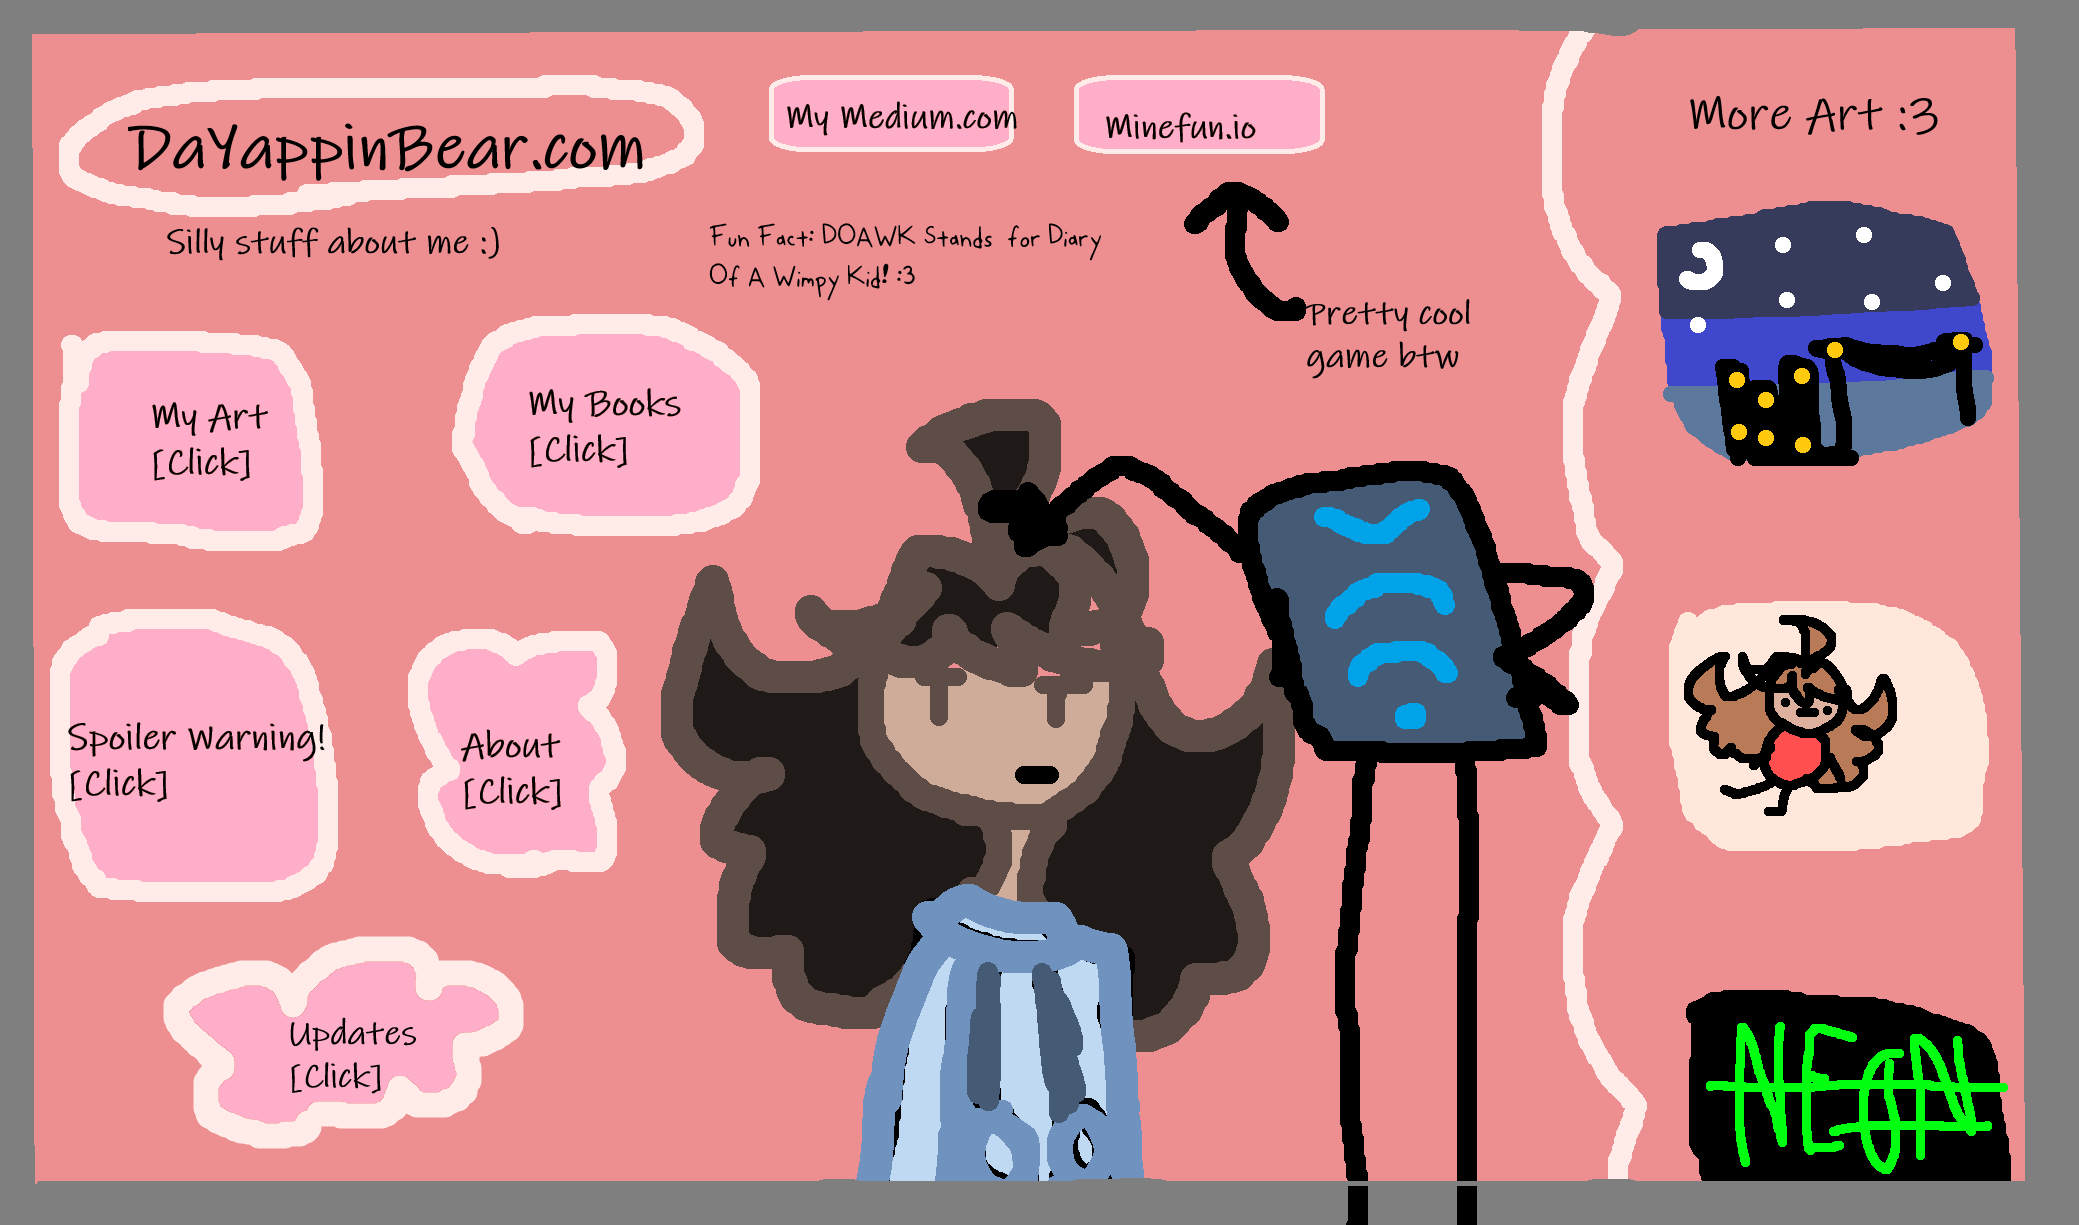 DaYappinBear.com
Silly stuff about me :)
My Medium.com
Minefun.io
Fun Fact: DOAWK Stands for Diary
Of A Wimpy Kid! :3
Pretty cool
game btw
My Art
[Click]
My Books
[Click]
Spoiler Warning!
[Click]
About
[Click]
Updates
[Click]
More Art :3
NEON